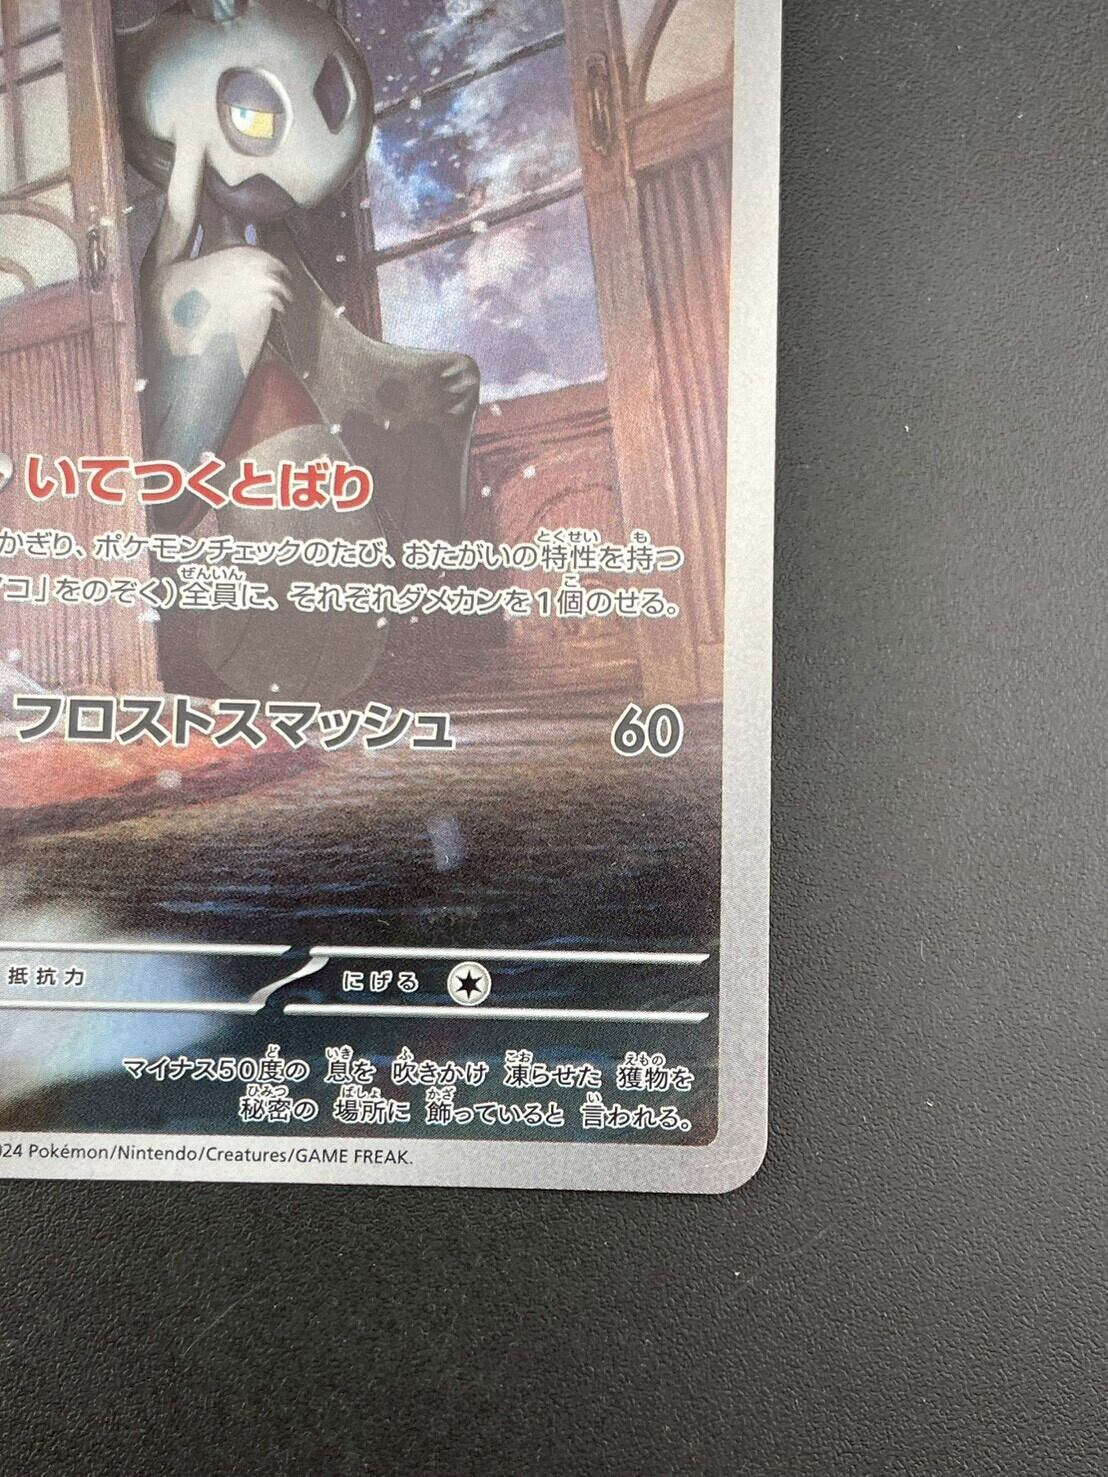 いてつくとばり
かぎり、ポケモンチェックのたび、おたがいの特性を持つ
コ」をのぞく)全員に、それぞれダメカンを1個のせる。
フロストスマッシュ 60
抵抗力 にげる
マイナス50度の 息を 吹きかけ 凍らせた 獲物を
秘密の 場所に 飾っていると 言われる。
24 Pokémon/Nintendo/Creatures/GAME FREAK.